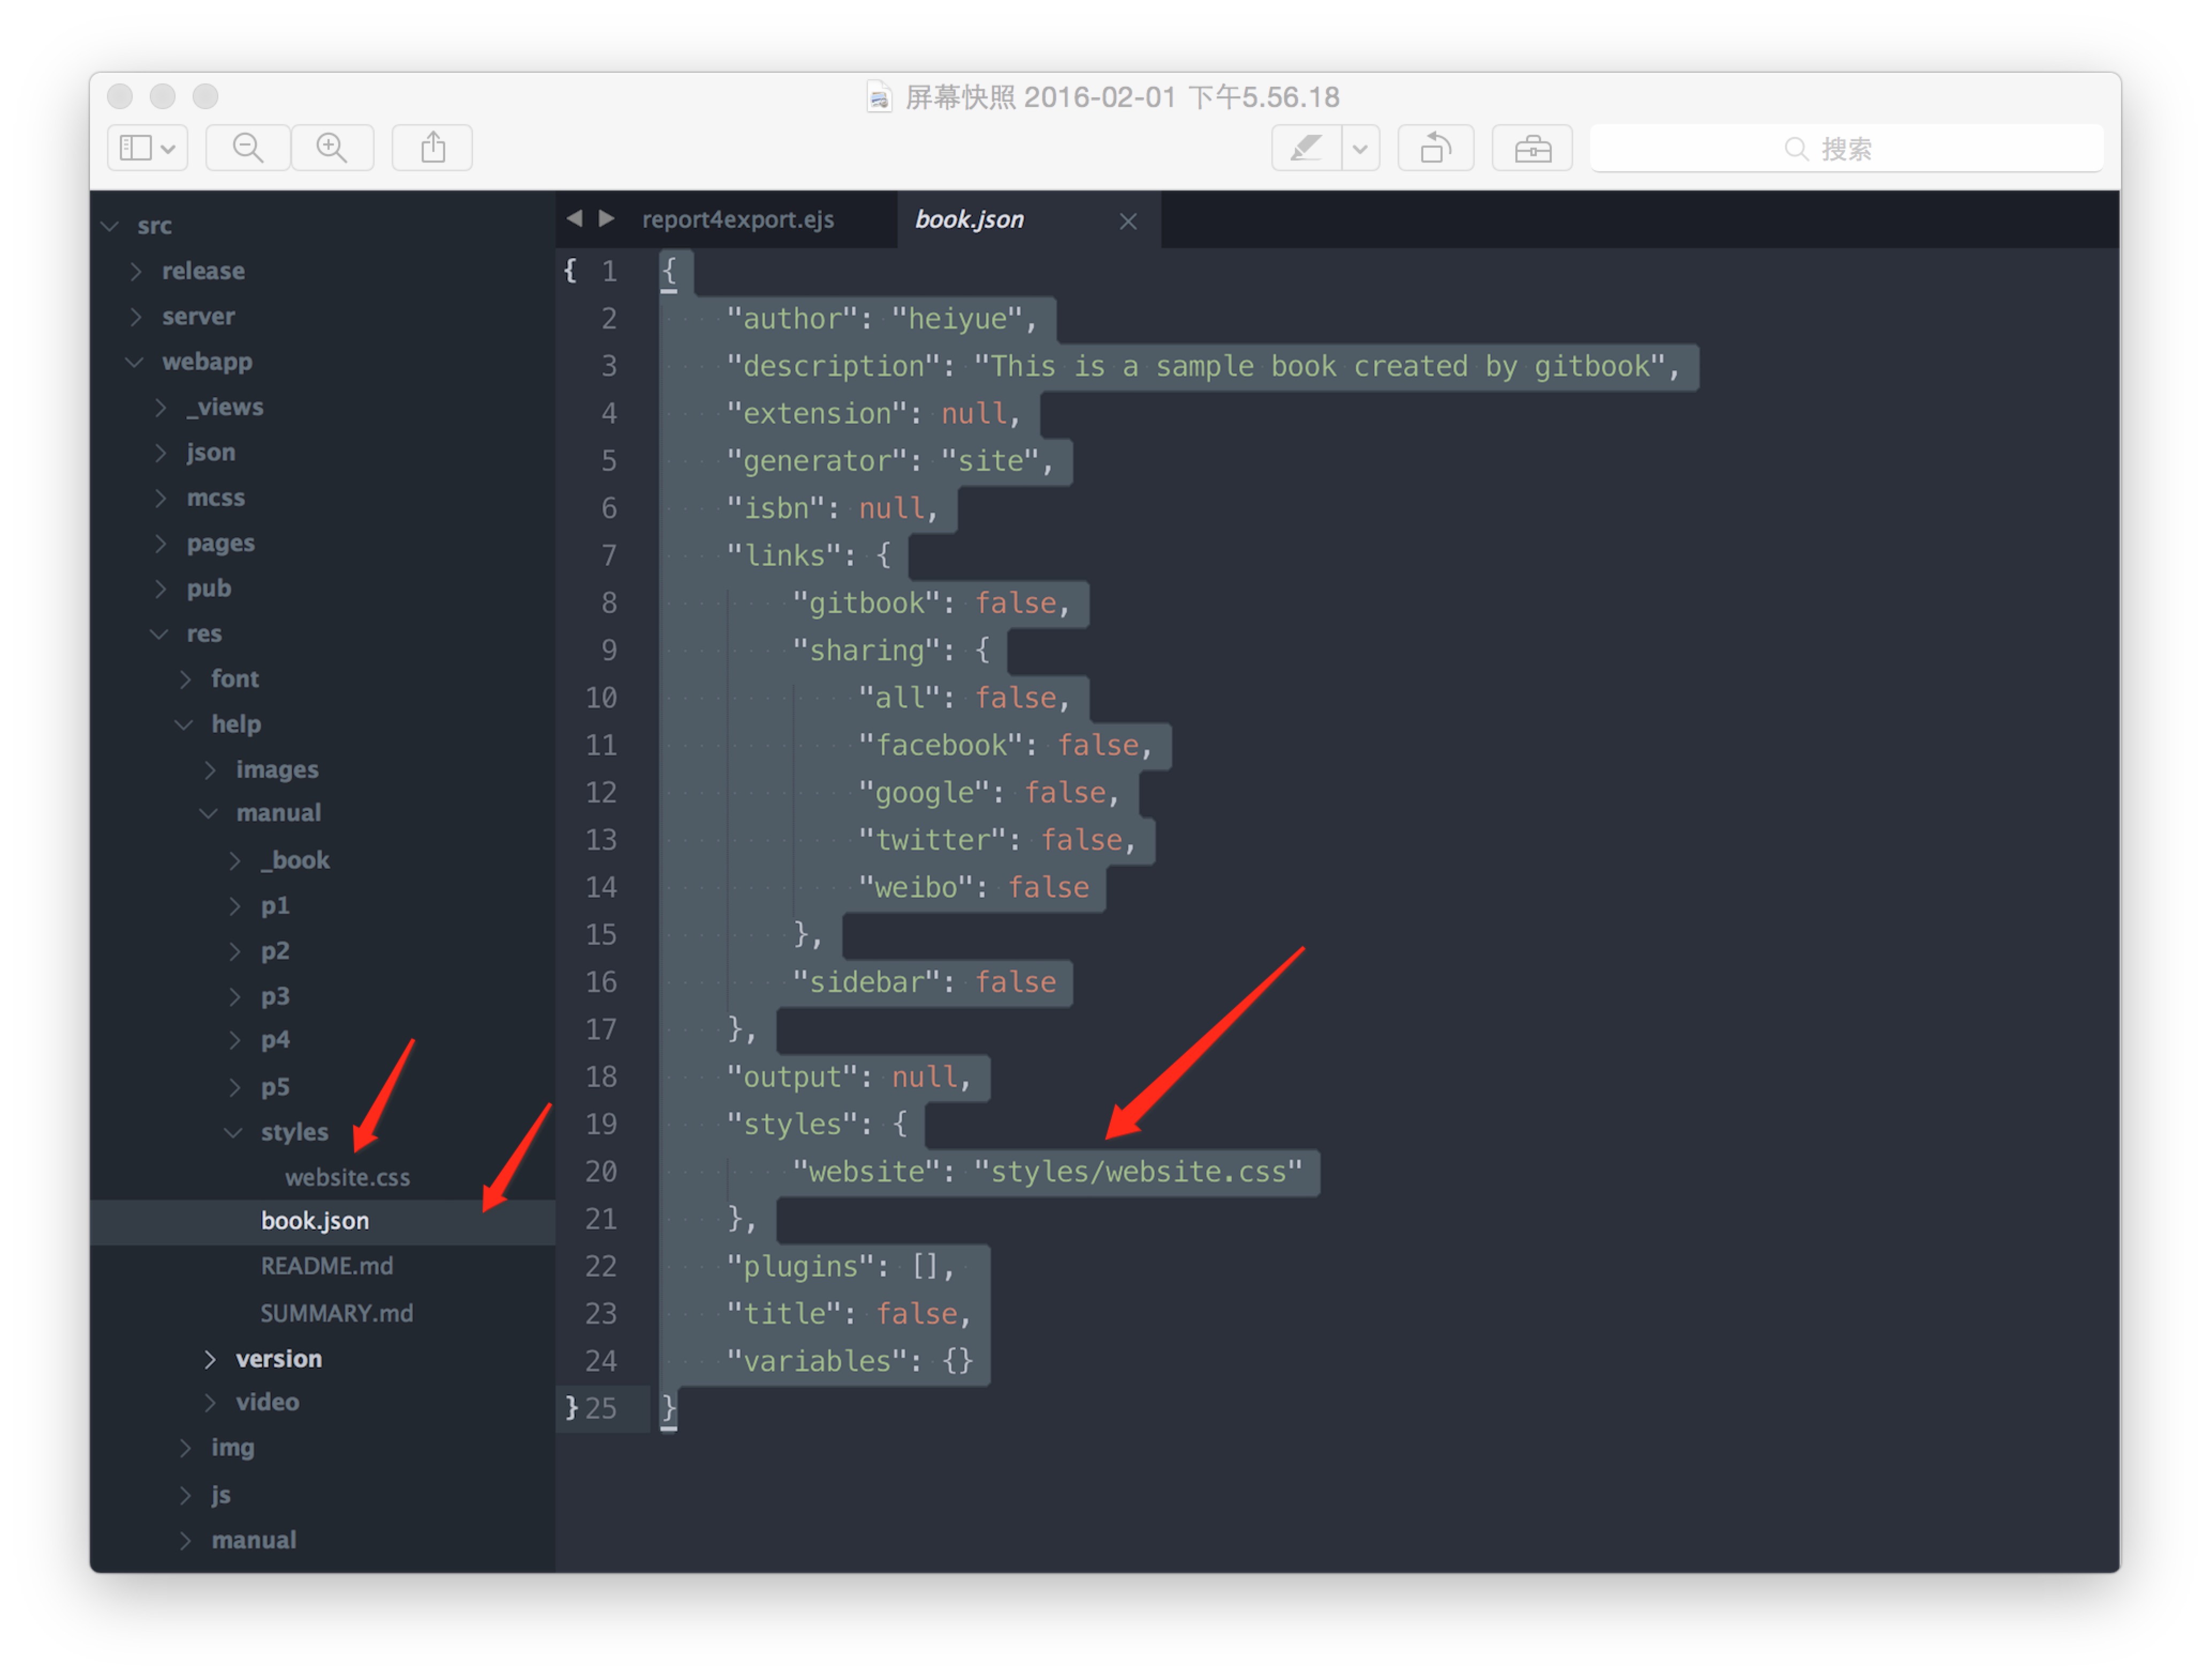 屏幕快照 2016-02-01 下午5.56.18
搜索
src
release
server
webapp
_views
json
mcss
pages
pub
res
font
help
images
manual
_book
p1
p2
p3
p4
p5
styles
website.css
book.json
README.md
SUMMARY.md
version
video
img
js
manual
report4export.ejs
book.json
{ 1 {
2 "author": "heiyue",
3 "description": "This is a sample book created by gitbook",
4 "extension": null,
5 "generator": "site",
6 "isbn": null,
7 "links": {
8 "gitbook": false,
9 "sharing": {
10 "all": false,
11 "facebook": false,
12 "google": false,
13 "twitter": false,
14 "weibo": false
15 },
16 "sidebar": false
17 },
18 "output": null,
19 "styles": {
20 "website": "styles/website.css"
21 },
22 "plugins": [],
23 "title": false,
24 "variables": {}
} 25 }